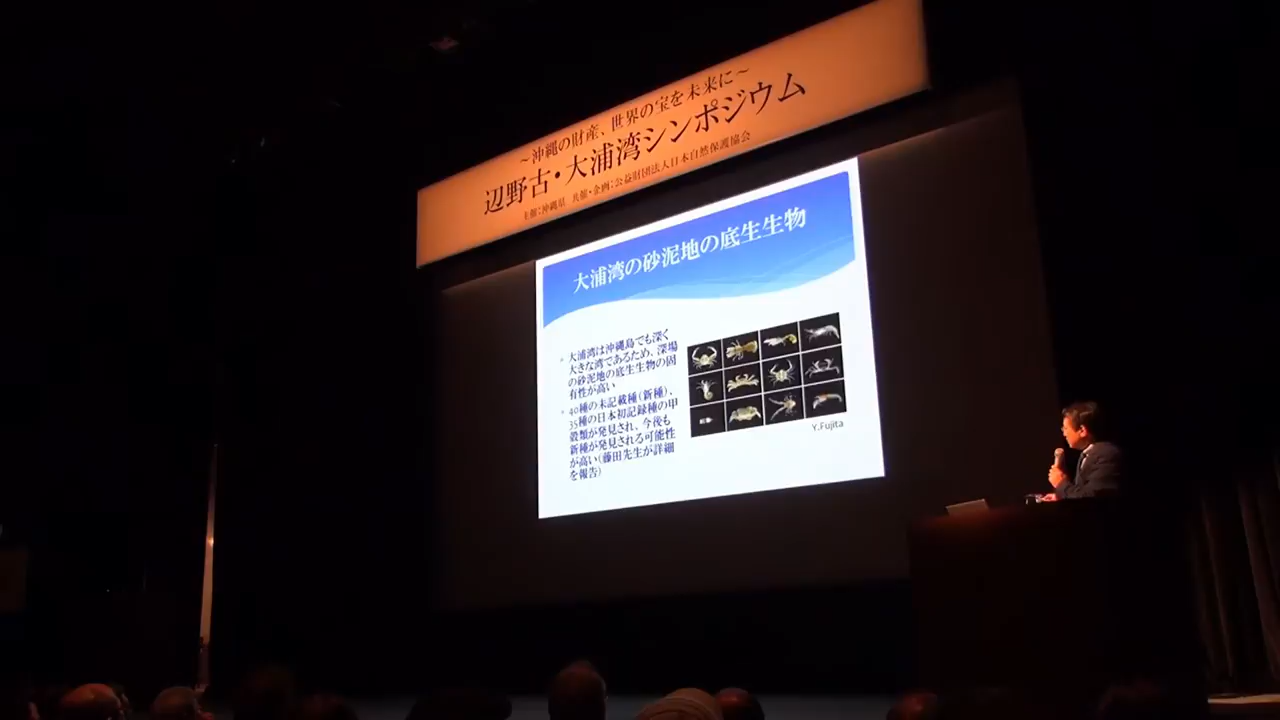 ～沖縄の財産、世界の宝を未来に～
辺野古・大浦湾シンポジウム
主催：沖縄県 共催・企画：公益財団法人日本自然保護協会
大浦湾の砂泥地の底生生物
大浦湾は沖縄島でも深く
大きな湾であるため、深場
の砂泥地の底生生物の固
有性が高い
40種の未記載種（新種）、
35種の日本初記録種の甲
殻類が発見され、今後も
新種が発見される可能性
が高い（藤田先生が詳細
を報告）
Y.Fujita